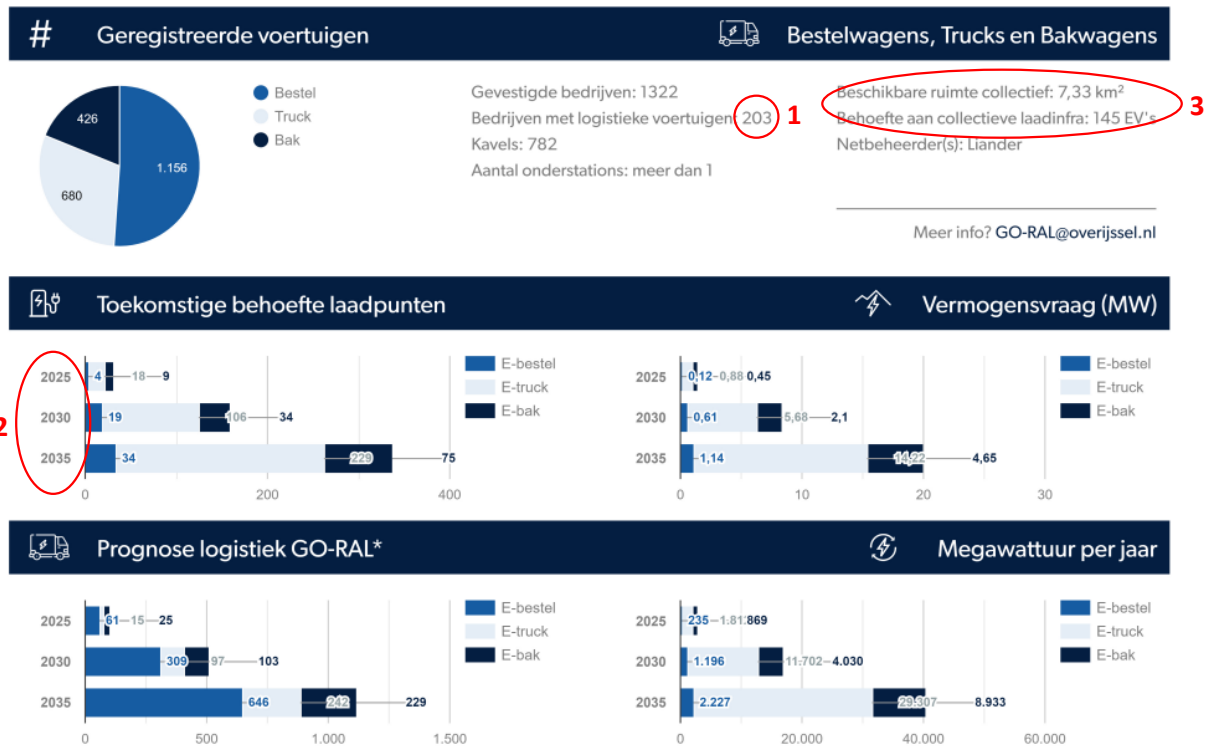 # Geregistreerde voertuigen
Bestelwagens, Trucks en Bakwagens
426
1.156
680
Bestel
Truck
Bak
Gevestigde bedrijven: 1322
Bedrijven met logistieke voertuigen: 203
1
Kavels: 782
Aantal onderstations: meer dan 1
Beschikbare ruimte collectief: 7,33 km²
Behoefte aan collectieve laadinfra: 145 EV's
3
Netbeheerder(s): Liander
Meer info? GO-RAL@overijssel.nl
Toekomstige behoefte laadpunten
2
2025 4 18 9
2030 19 106 34
2035 34 229 75
0 200 400
E-bestel
E-truck
E-bak
Vermogensvraag (MW)
2025 0,12 0,88 0,45
2030 0,61 5,68 2,1
2035 1,14 14,22 4,65
0 10 20 30
E-bestel
E-truck
E-bak
Prognose logistiek GO-RAL*
2025 61 15 25
2030 309 97 103
2035 646 242 229
0 500 1.000 1.500
E-bestel
E-truck
E-bak
Megawattuur per jaar
2025 235 869
2030 1.196 11.702 4.030
2035 2.227 29.307 8.933
0 20.000 40.000 60.000
E-bestel
E-truck
E-bak